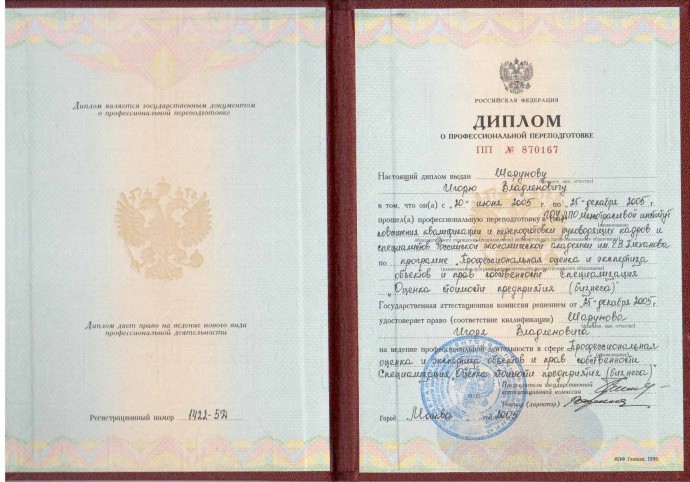 Диплом является государственным документом
о профессиональной переподготовке
Диплом дает право на ведение нового вида
профессиональной деятельности
Регистрационный номер 1422-5Д
РОССИЙСКАЯ ФЕДЕРАЦИЯ
ДИПЛОМ
О ПРОФЕССИОНАЛЬНОЙ ПЕРЕПОДГОТОВКЕ
ПП № 870167
Настоящий диплом выдан Шарунову
Игорю Владленовичу
в том, что он(а) с „20" июня 2005 г. по „25" декабря 2005 г.
прошел(а) профессиональную переподготовку в (на) ГОУ ДПО Межотраслевой институт
повышения квалификации и переподготовки руководящих кадров и
специалистов Российской экономической академии им. Г.В. Плеханова
по программе „Профессиональная оценка и экспертиза
объектов и прав собственности" Специализация
„Оценка стоимости предприятия (бизнеса)"
Государственная аттестационная комиссия решением от „25" декабря 2005 г.
удостоверяет право (соответствие квалификации) Шарунова
Игоря Владленовича
на ведение профессиональной деятельности в сфере „Профессиональная
оценка и экспертиза объектов и прав собственности
Специализация „Оценка стоимости предприятия (бизнеса)"
Председатель государственной
аттестационной комиссии
Ректор (директор)
Город Москва год 2005